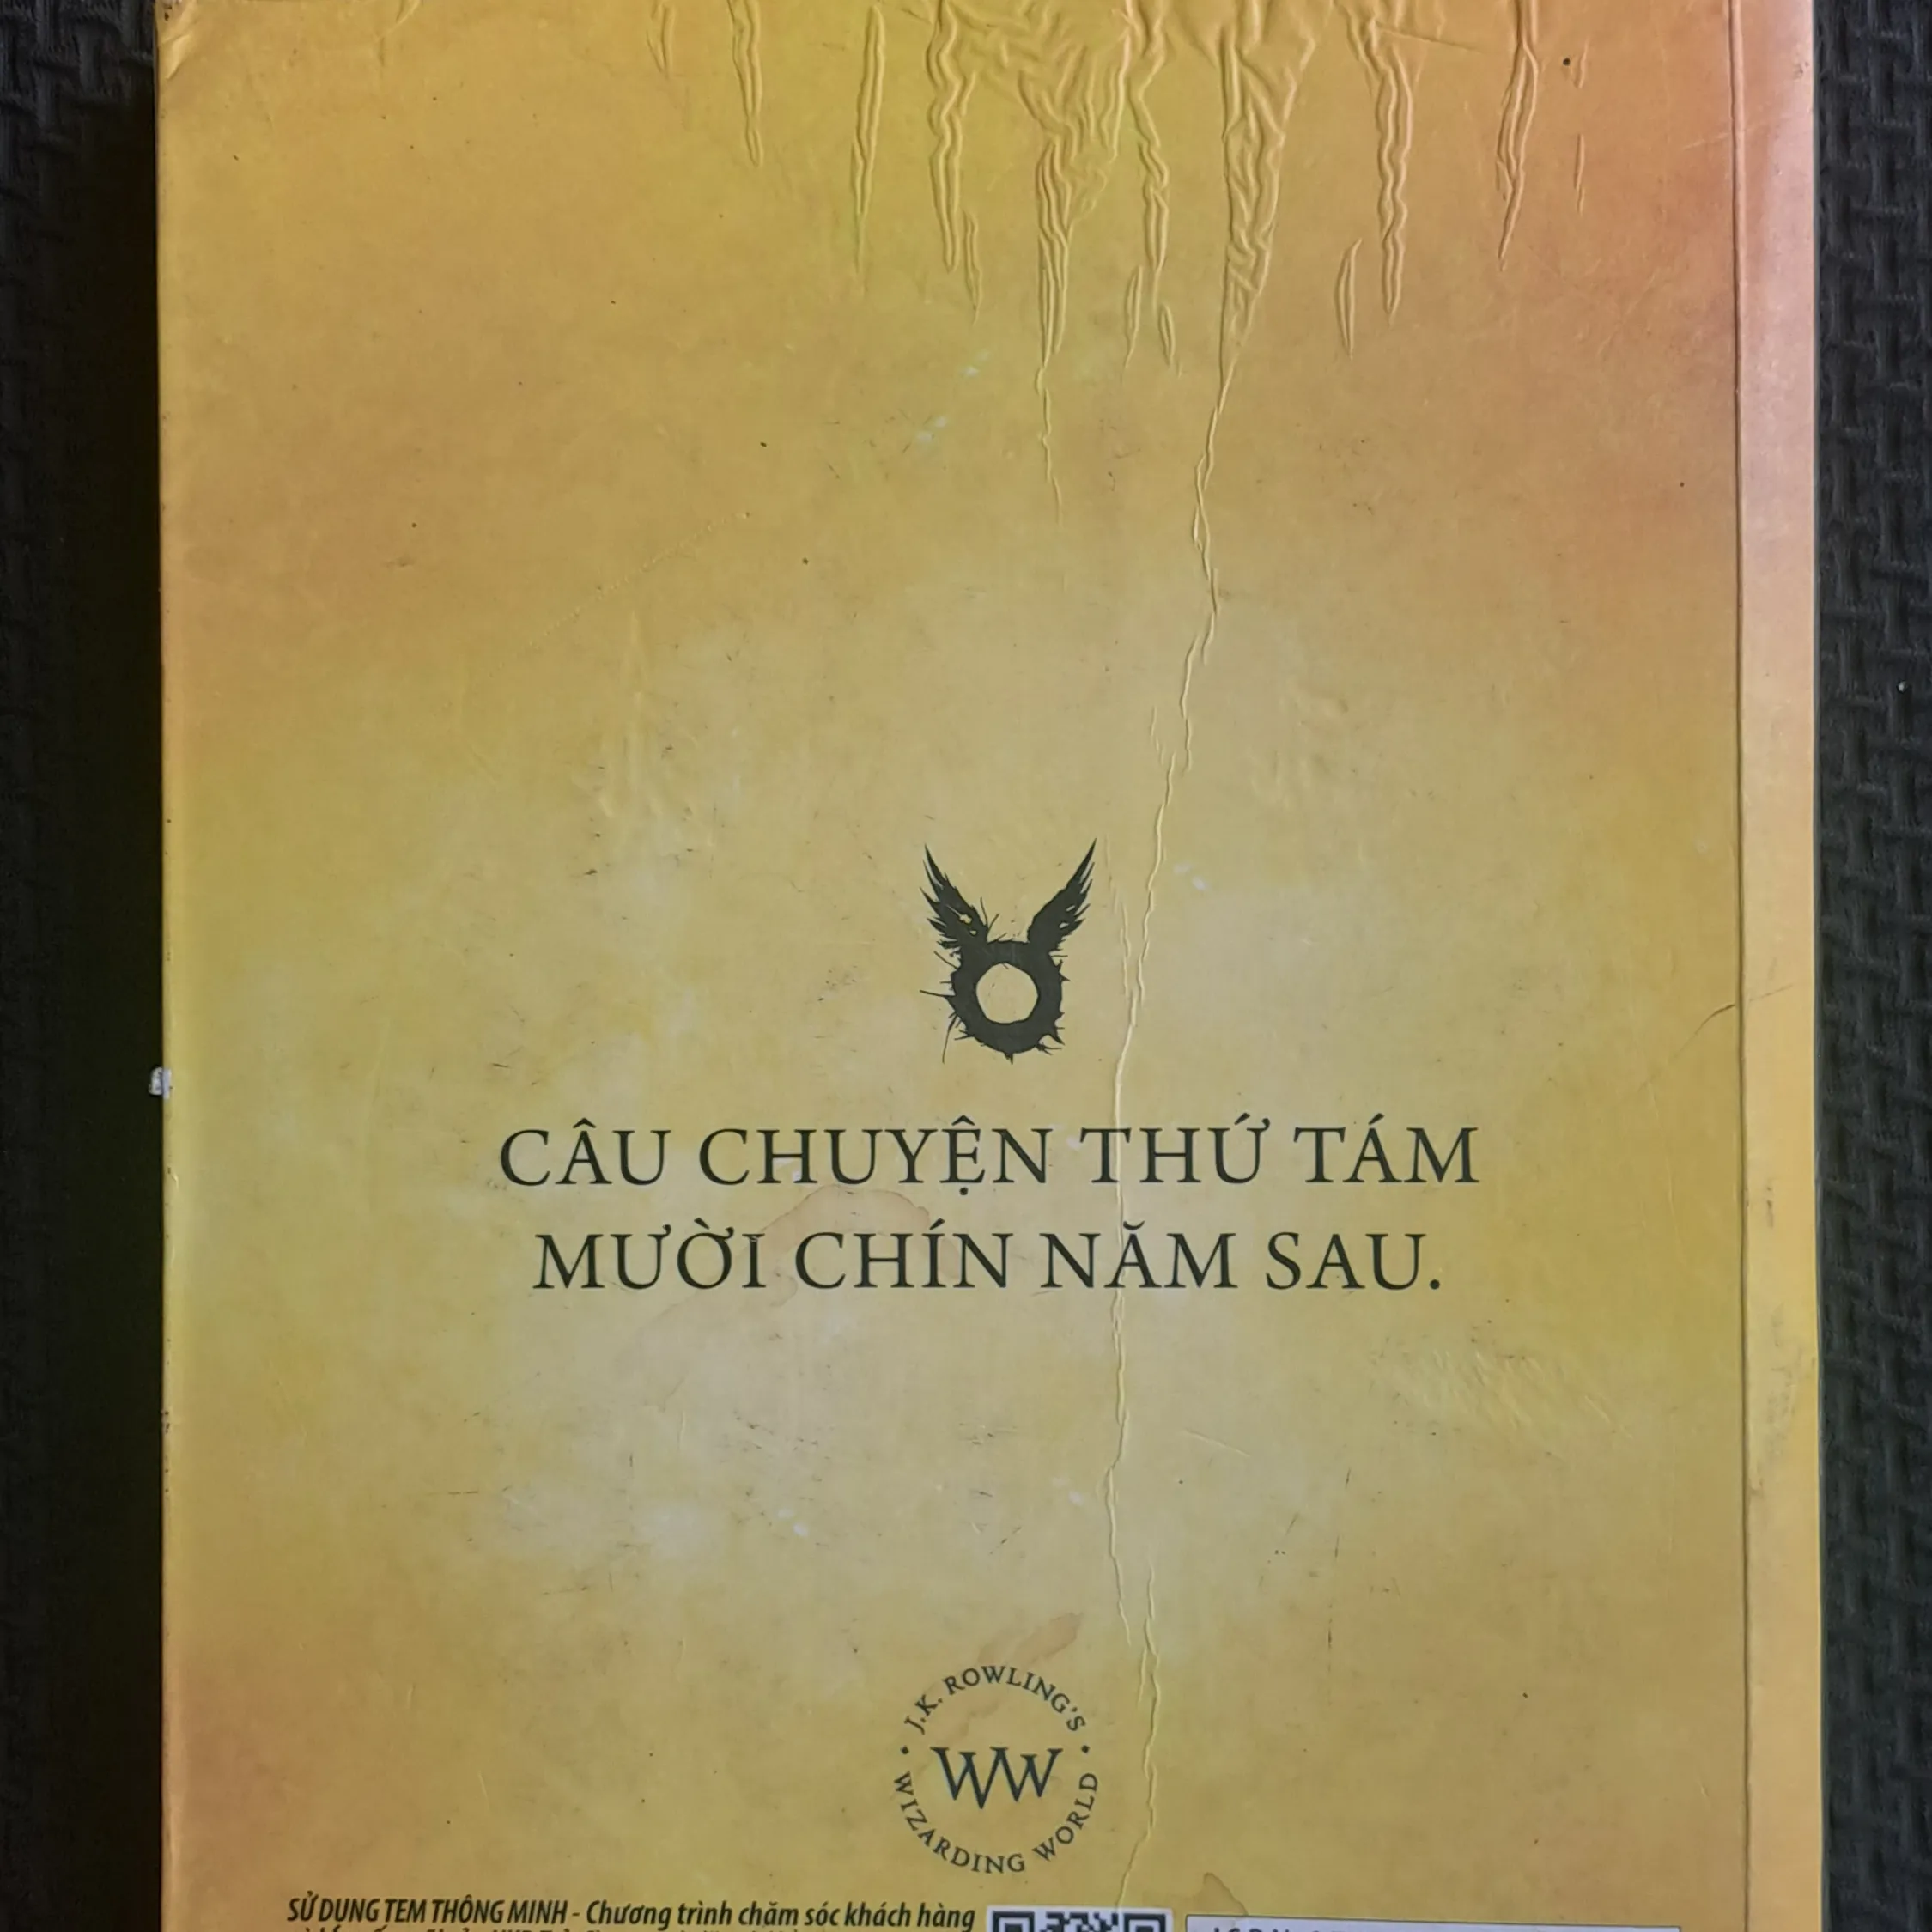 CÂU CHUYỆN THỨ TÁM
MƯỜI CHÍN NĂM SAU.
J.K. ROWLING'S
WW
WIZARDING WORLD
SỬ DỤNG TEM THÔNG MINH - Chương trình chăm sóc khách hàng